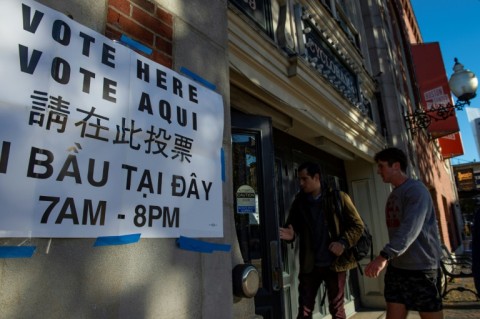 VOTE HERE
VOTE AQUI
請在此投票
I BẦU TẠI ĐÂY
7AM - 8PM